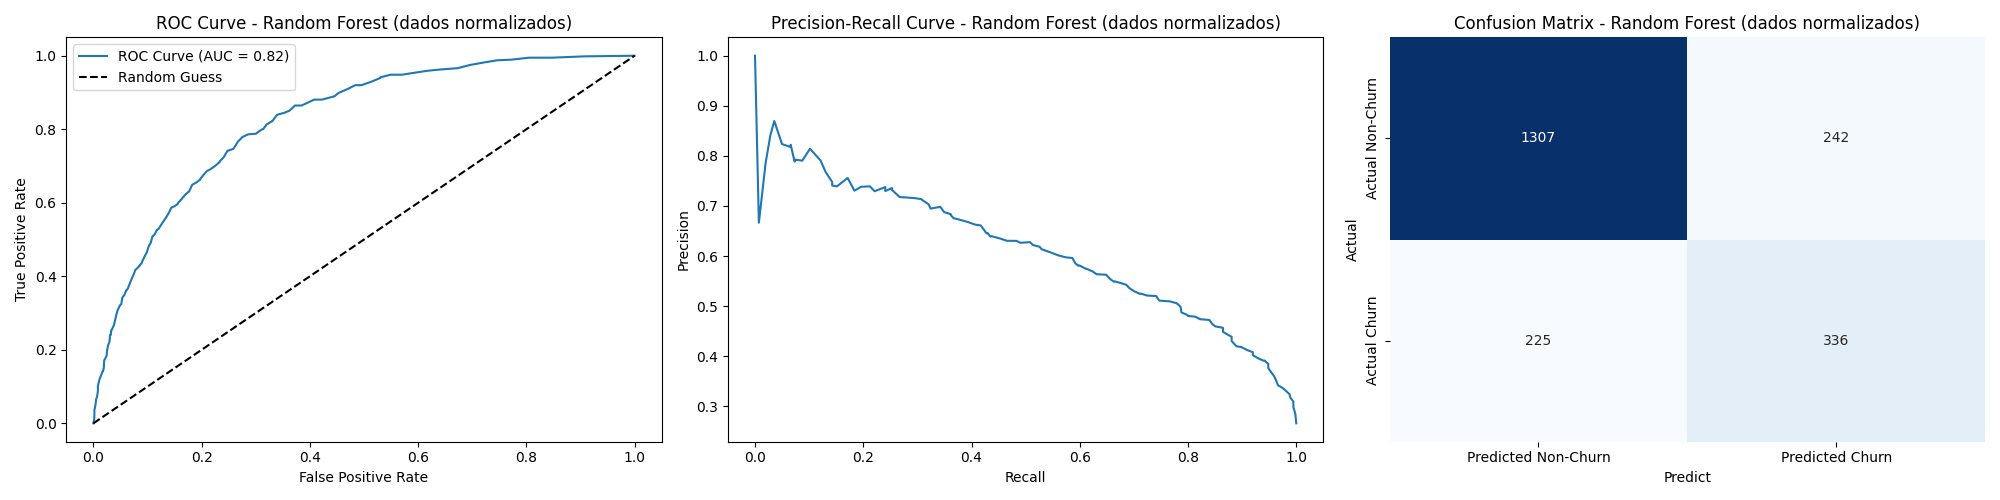 ROC Curve - Random Forest (dados normalizados)
ROC Curve (AUC = 0.82)
Random Guess
True Positive Rate
1.0
0.8
0.6
0.4
0.2
0.0
0.0 0.2 0.4 0.6 0.8 1.0
False Positive Rate
Precision-Recall Curve - Random Forest (dados normalizados)
Precision
1.0
0.9
0.8
0.7
0.6
0.5
0.4
0.3
0.0 0.2 0.4 0.6 0.8 1.0
Recall
Confusion Matrix - Random Forest (dados normalizados)
Actual
Actual Non-Churn
1307 242
Actual Churn
225 336
Predicted Non-Churn Predicted Churn
Predict